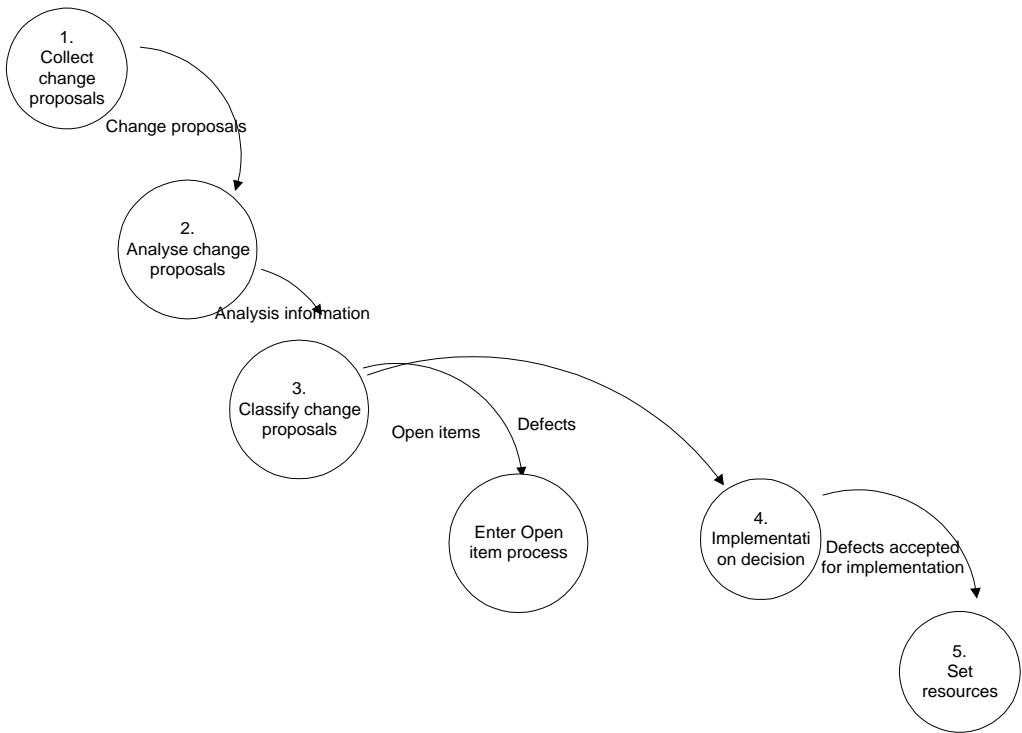 1.
Collect
change
proposals
Change proposals
2.
Analyse change
proposals
Analysis information
3.
Classify change
proposals
Open items
Defects
Enter Open
item process
4.
Implementati
on decision
Defects accepted
for implementation
5.
Set
resources